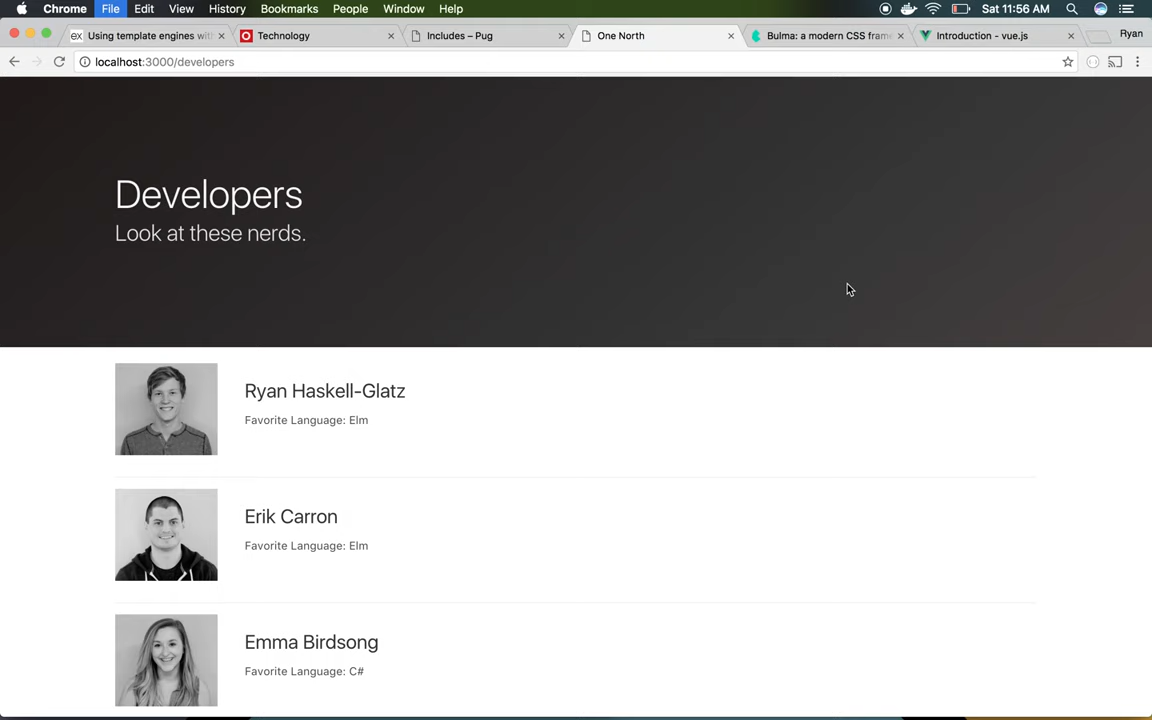 Chrome File Edit View History Bookmarks People Window Help Sat 11:56 AM
Using template engines with Technology Includes – Pug One North Bulma: a modern CSS frame Introduction - vue.js Ryan
localhost:3000/developers
Developers
Look at these nerds.
Ryan Haskell-Glatz
Favorite Language: Elm
Erik Carron
Favorite Language: Elm
Emma Birdsong
Favorite Language: C#